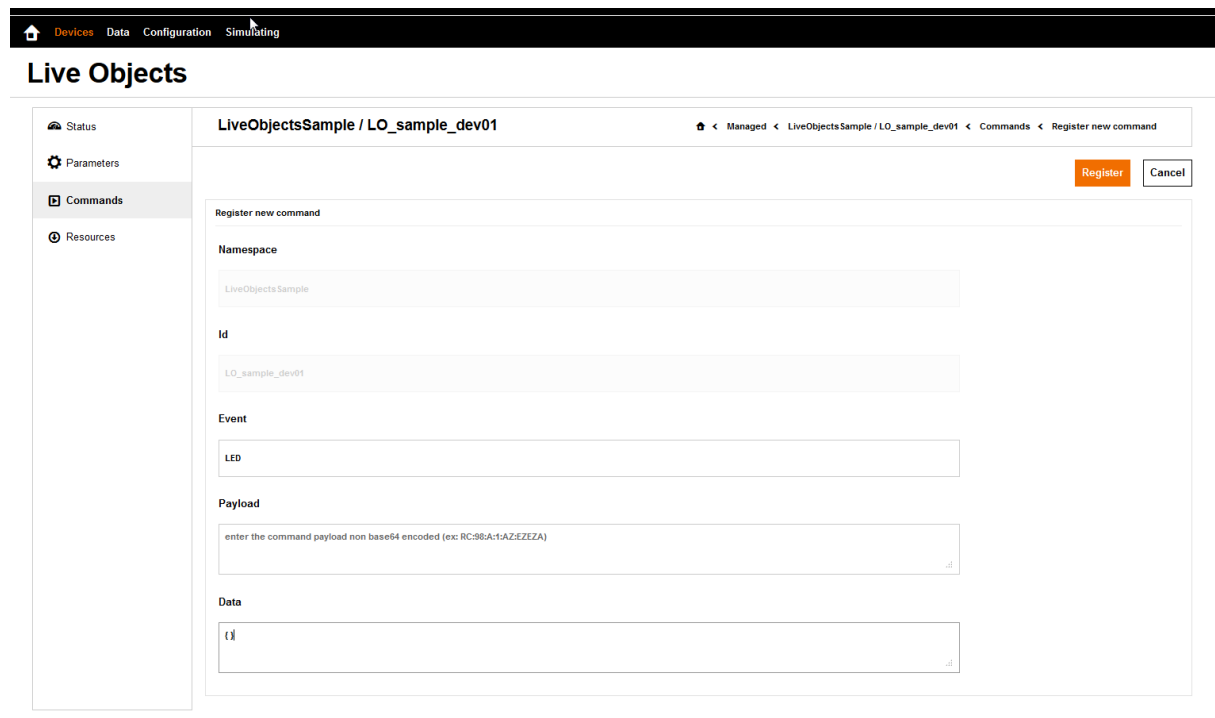 Devices Data Configuration Simulating
Live Objects
Status
Parameters
Commands
Resources
LiveObjectsSample / LO_sample_dev01
< Managed < LiveObjectsSample / LO_sample_dev01 < Commands < Register new command
Register Cancel
Register new command
Namespace
LiveObjectsSample
Id
LO_sample_dev01
Event
LED
Payload
enter the command payload non base64 encoded (ex: RC:98:A:1:AZ:EZEZA)
Data
{}